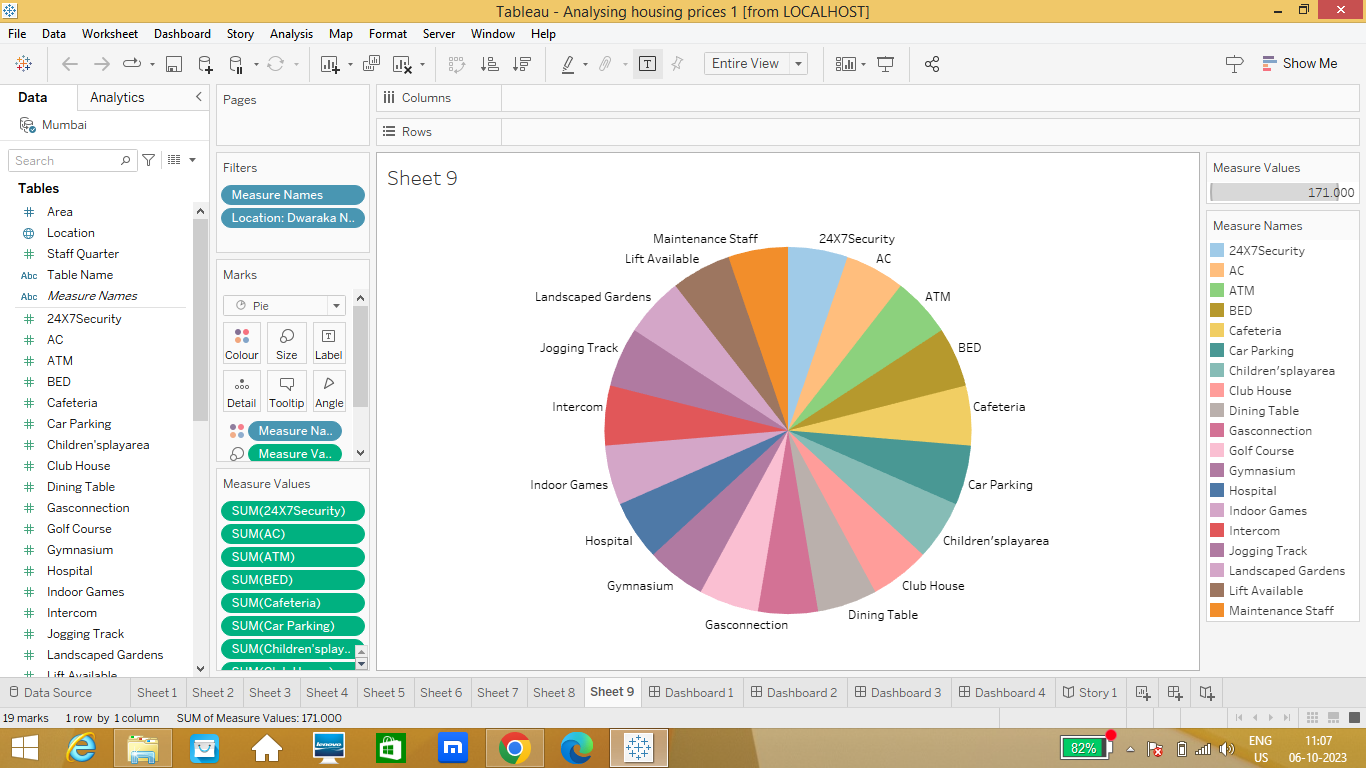 Tableau - Analysing housing prices 1 [from LOCALHOST]
File Data Worksheet Dashboard Story Analysis Map Format Server Window Help
Entire View
Show Me
Data Analytics
Mumbai
Search
Tables
Area
Location
Staff Quarter
Abc Table Name
Abc Measure Names
24X7Security
AC
ATM
BED
Cafeteria
Car Parking
Children'splayarea
Club House
Dining Table
Gasconnection
Golf Course
Gymnasium
Hospital
Indoor Games
Intercom
Jogging Track
Landscaped Gardens
Lift Available
Pages
Filters
Measure Names
Location: Dwaraka N..
Marks
Pie
Colour Size Label
Detail Tooltip Angle
Measure Na..
Measure Va..
Measure Values
SUM(24X7Security)
SUM(AC)
SUM(ATM)
SUM(BED)
SUM(Cafeteria)
SUM(Car Parking)
SUM(Children'splay..
SUM(Club House)
Columns
Rows
Sheet 9
Maintenance Staff 24X7Security
Lift Available AC
Landscaped Gardens ATM
Jogging Track BED
Intercom Cafeteria
Indoor Games Car Parking
Hospital Children'splayarea
Gymnasium Club House
Gasconnection Dining Table
Measure Values
171.000
Measure Names
24X7Security
AC
ATM
BED
Cafeteria
Car Parking
Children'splayarea
Club House
Dining Table
Gasconnection
Golf Course
Gymnasium
Hospital
Indoor Games
Intercom
Jogging Track
Landscaped Gardens
Lift Available
Maintenance Staff
Data Source Sheet 1 Sheet 2 Sheet 3 Sheet 4 Sheet 5 Sheet 6 Sheet 7 Sheet 8 Sheet 9 Dashboard 1 Dashboard 2 Dashboard 3 Dashboard 4 Story 1
19 marks 1 row by 1 column SUM of Measure Values: 171.000
lenovo
82%
ENG 11:07
US 06-10-2023